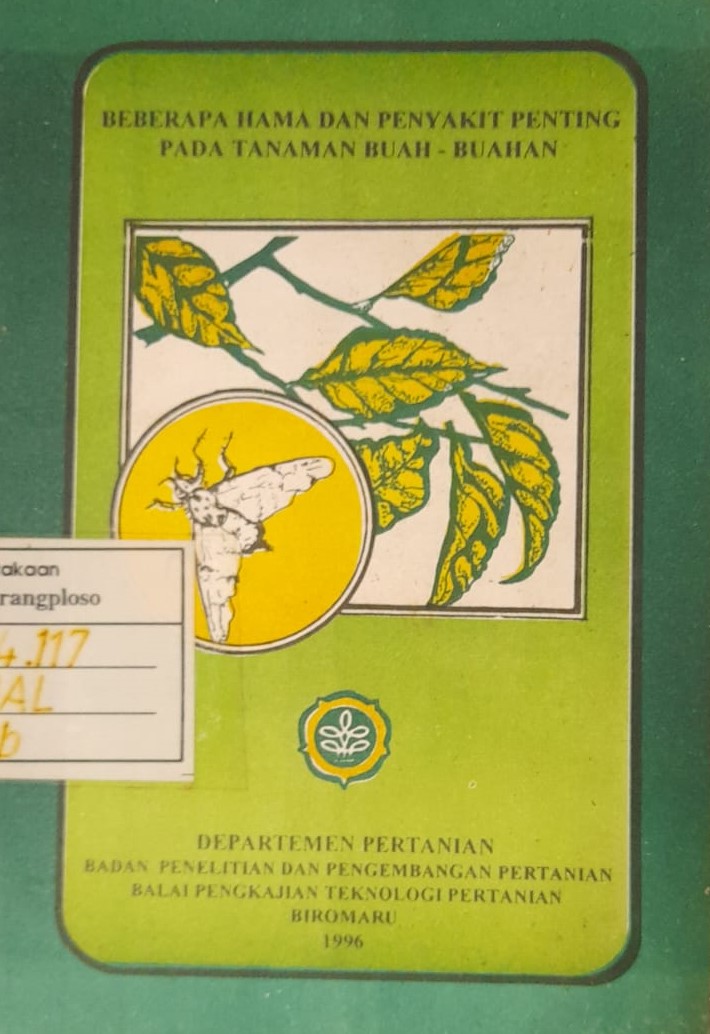 BEBERAPA HAMA DAN PENYAKIT PENTING
PADA TANAMAN BUAH - BUAHAN
akaan
rangploso
4.117
AL
b
DEPARTEMEN PERTANIAN
BADAN PENELITIAN DAN PENGEMBANGAN PERTANIAN
BALAI PENGKAJIAN TEKNOLOGI PERTANIAN
BIROMARU
1996